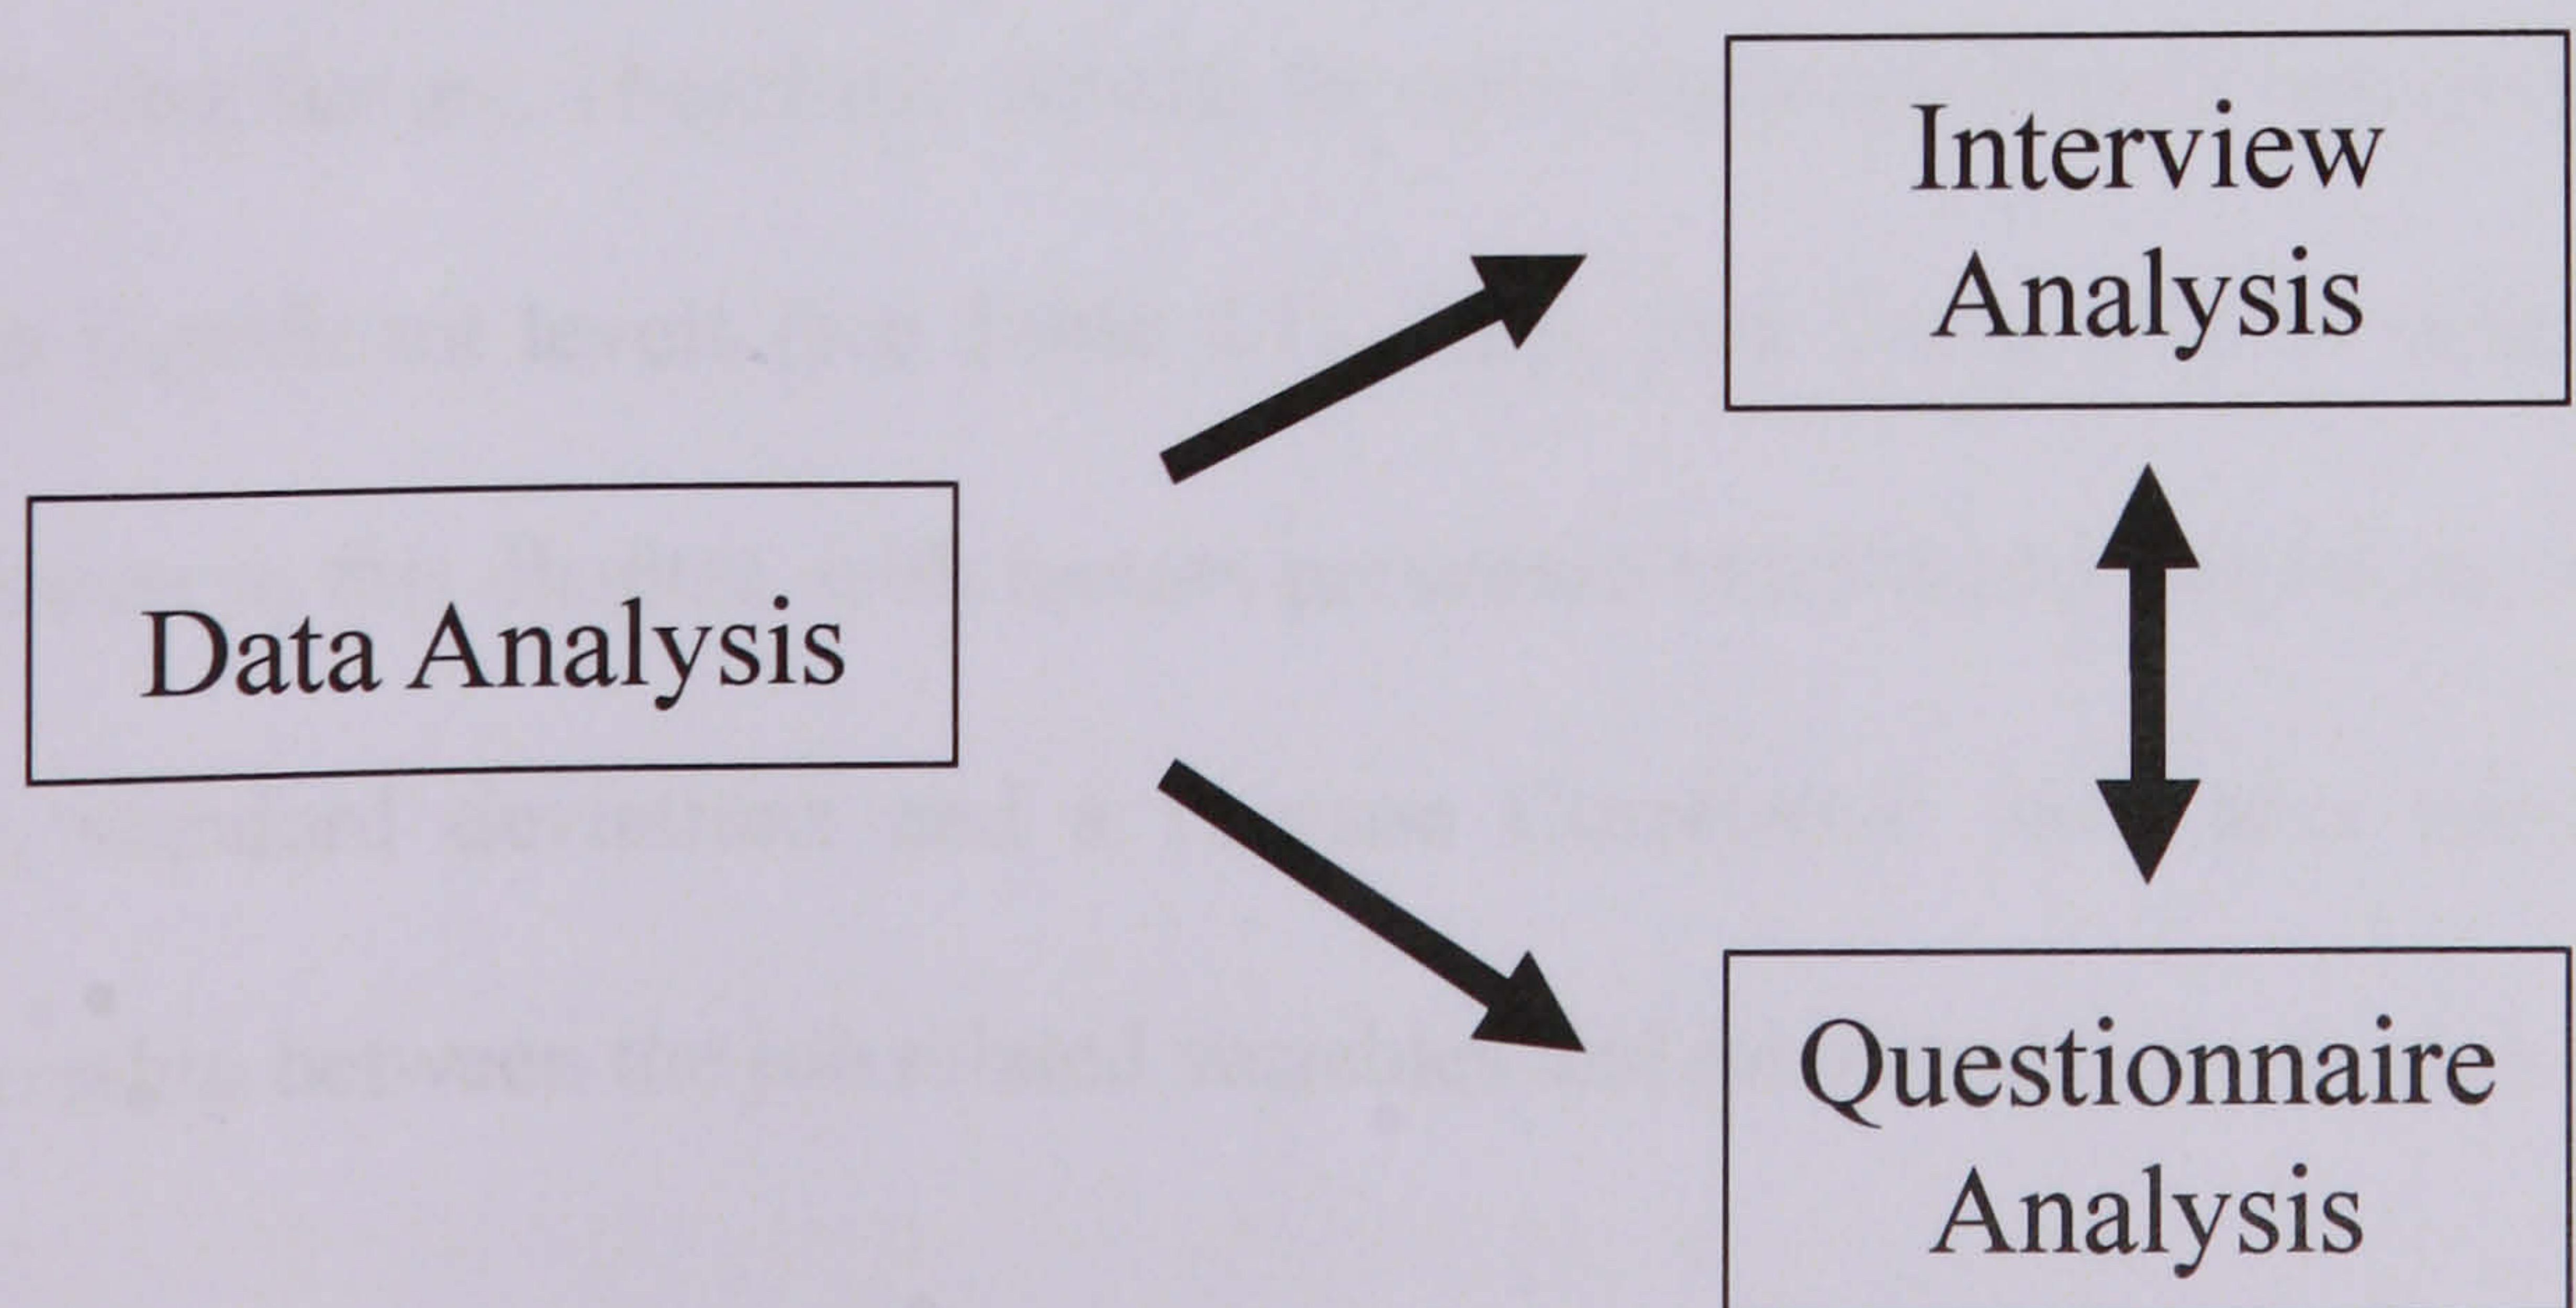 Interview
Analysis
Data Analysis
Questionnaire
Analysis